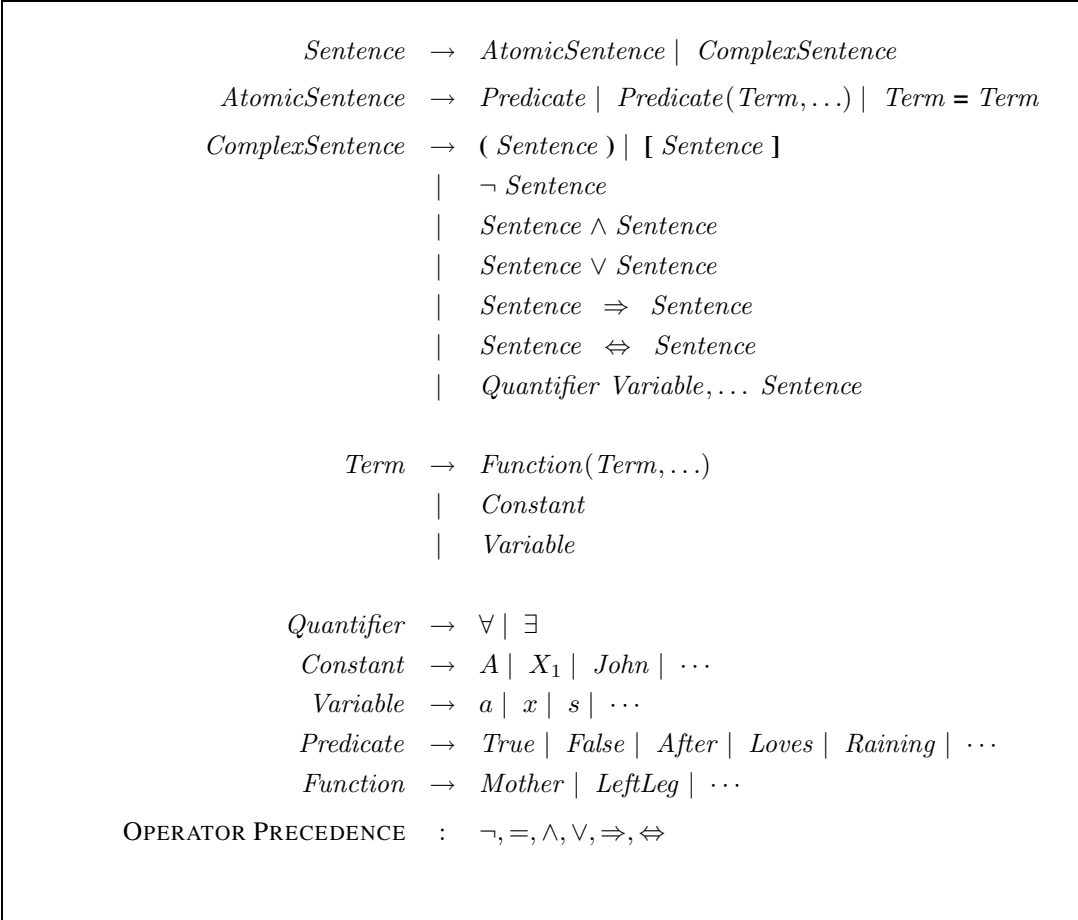 Sentence → AtomicSentence | ComplexSentence
AtomicSentence → Predicate | Predicate(Term,...) | Term = Term
ComplexSentence → ( Sentence ) | [ Sentence ]
| ¬ Sentence
| Sentence ∧ Sentence
| Sentence ∨ Sentence
| Sentence ⇒ Sentence
| Sentence ⇔ Sentence
| Quantifier Variable,... Sentence
Term → Function(Term,...)
| Constant
| Variable
Quantifier → ∀ | ∃
Constant → A | X₁ | John | ⋯
Variable → a | x | s | ⋯
Predicate → True | False | After | Loves | Raining | ⋯
Function → Mother | LeftLeg | ⋯
OPERATOR PRECEDENCE : ¬,=,∧,∨,⇒,⇔